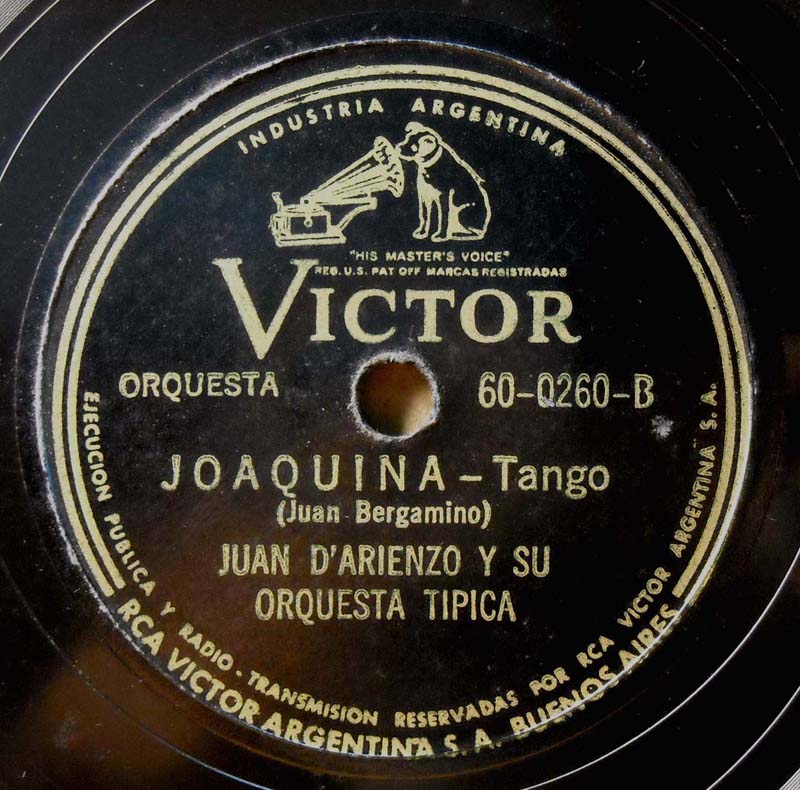 INDUSTRIA ARGENTINA
"HIS MASTER'S VOICE"
REG. U.S. PAT OFF MARCAS REGISTRADAS
VICTOR
ORQUESTA 60-0260-B
JOAQUINA - Tango
(Juan Bergamino)
JUAN D'ARIENZO Y SU
ORQUESTA TIPICA
EJECUCION PUBLICA Y RADIO-TRANSMISION RESERVADAS POR RCA VICTOR ARGENTINA S.A.
RCA VICTOR ARGENTINA S. A. BUENOS AIRES